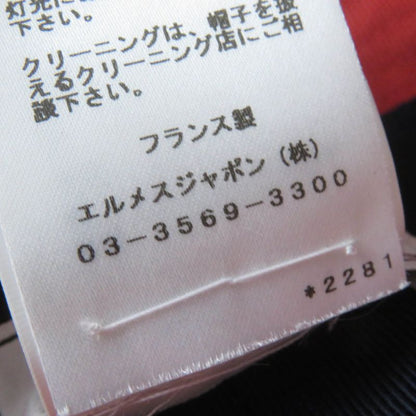 下さい。
クリーニングは、帽子を扱
えるクリーニング店にご相
談下さい。
フランス製
エルメスジャポン（株）
03-3569-3300
*2281